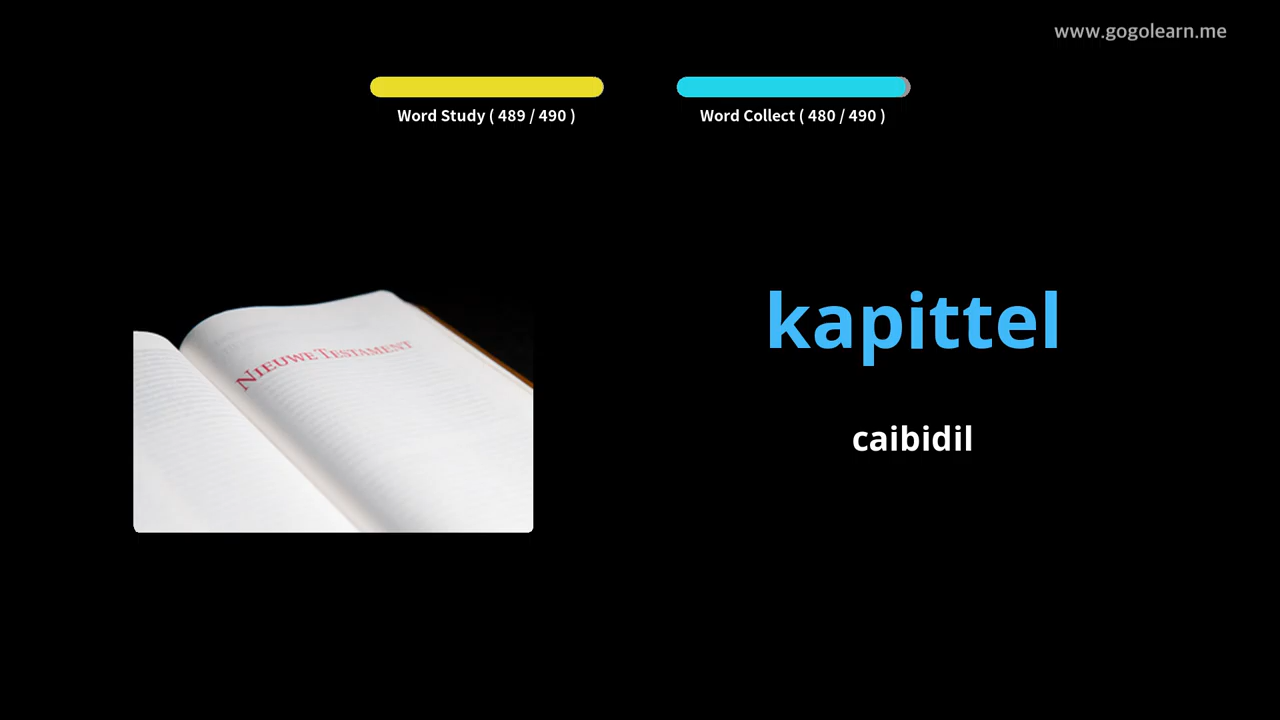 www.gogolearn.me
Word Study ( 489 / 490 )
Word Collect ( 480 / 490 )
NIEUWE TESTAMENT
kapittel
caibidil